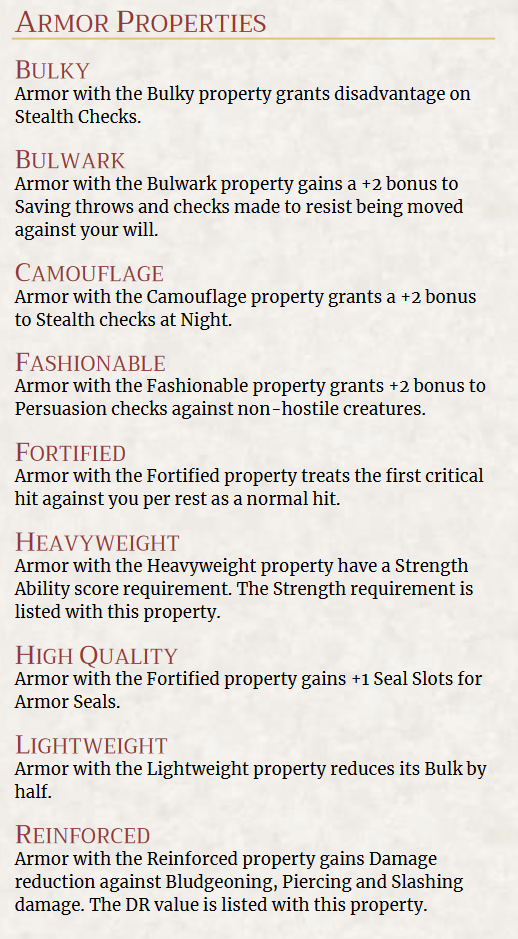 ARMOR PROPERTIES
BULKY
Armor with the Bulky property grants disadvantage on
Stealth Checks.
BULWARK
Armor with the Bulwark property gains a +2 bonus to
Saving throws and checks made to resist being moved
against your will.
CAMOUFLAGE
Armor with the Camouflage property grants a +2 bonus
to Stealth checks at Night.
FASHIONABLE
Armor with the Fashionable property grants +2 bonus to
Persuasion checks against non-hostile creatures.
FORTIFIED
Armor with the Fortified property treats the first critical
hit against you per rest as a normal hit.
HEAVYWEIGHT
Armor with the Heavyweight property have a Strength
Ability score requirement. The Strength requirement is
listed with this property.
HIGH QUALITY
Armor with the Fortified property gains +1 Seal Slots for
Armor Seals.
LIGHTWEIGHT
Armor with the Lightweight property reduces its Bulk by
half.
REINFORCED
Armor with the Reinforced property gains Damage
reduction against Bludgeoning, Piercing and Slashing
damage. The DR value is listed with this property.